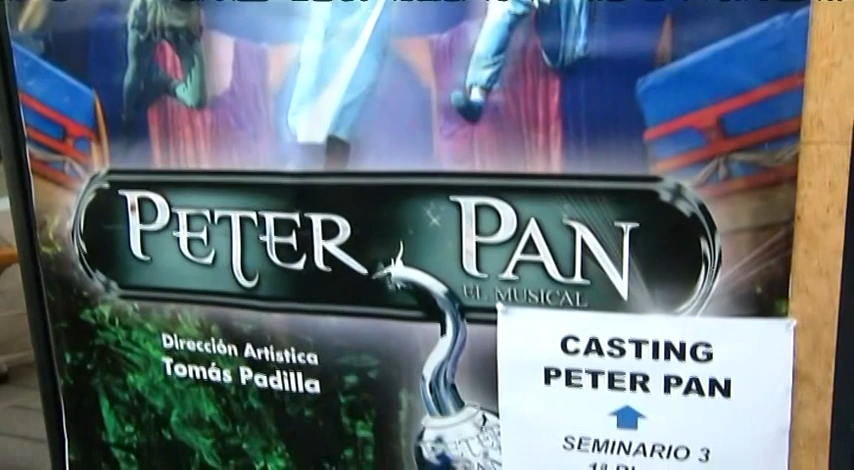 PETER PAN
EL MUSICAL
Dirección Artística
Tomás Padilla
CASTING
PETER PAN
SEMINARIO 3